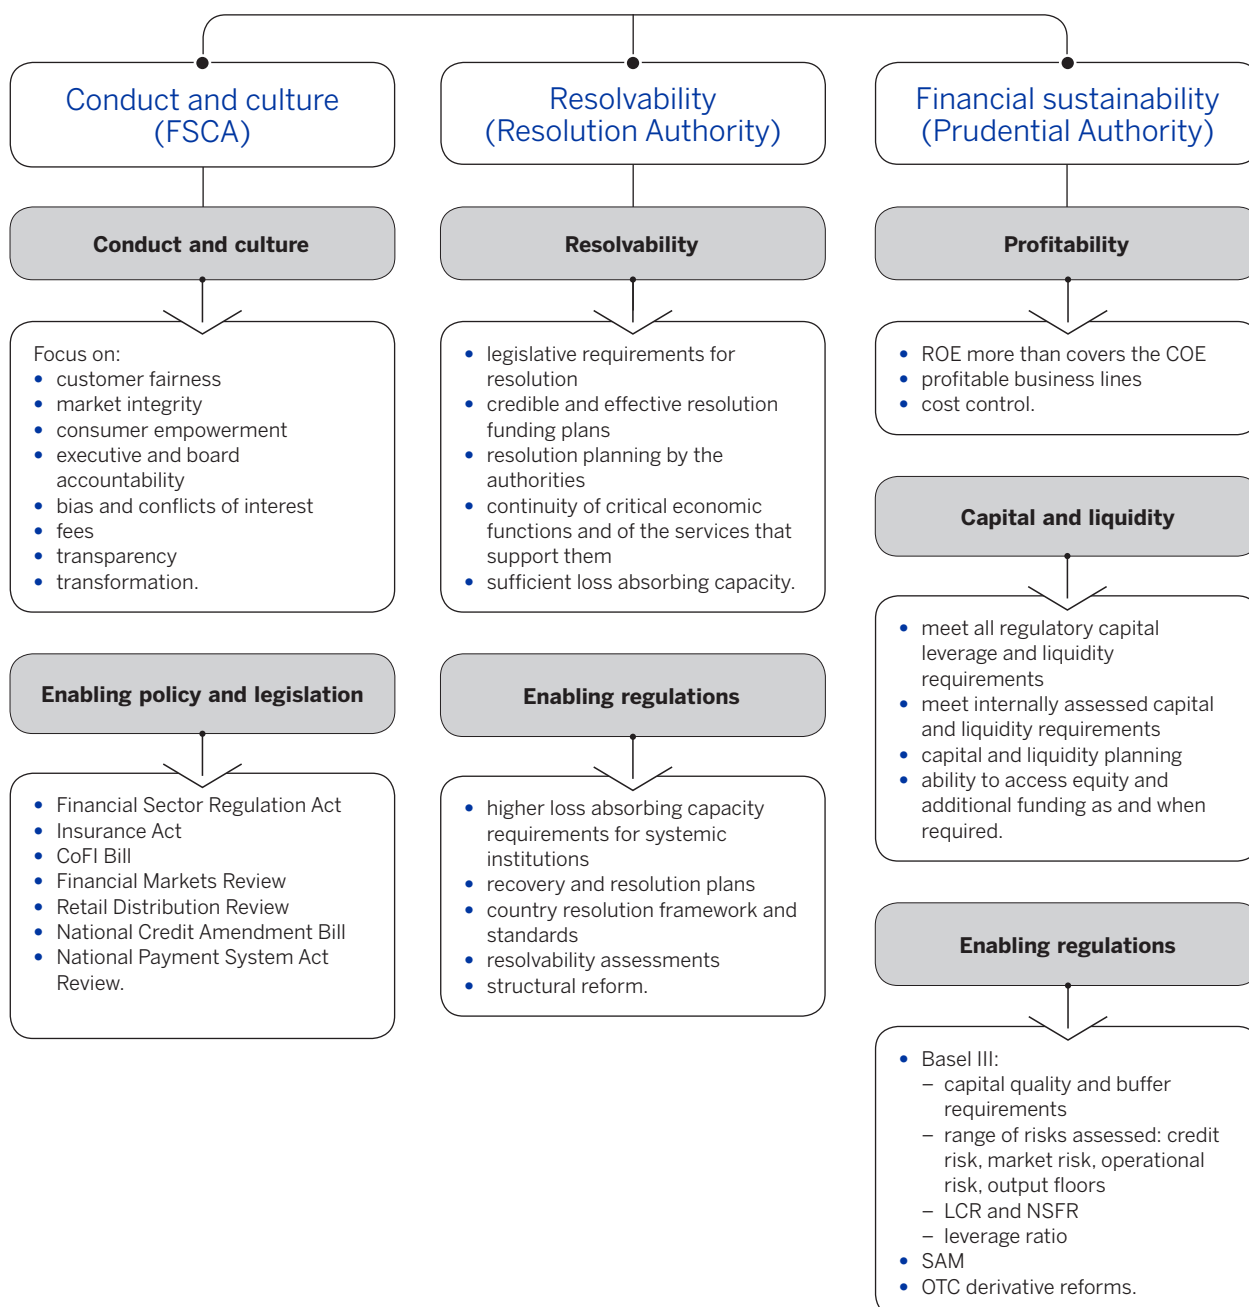 Conduct and culture
(FSCA)
Conduct and culture
Focus on:
• customer fairness
• market integrity
• consumer empowerment
• executive and board
accountability
• bias and conflicts of interest
• fees
• transparency
• transformation.
Enabling policy and legislation
• Financial Sector Regulation Act
• Insurance Act
• CoFI Bill
• Financial Markets Review
• Retail Distribution Review
• National Credit Amendment Bill
• National Payment System Act
Review.
Resolvability
(Resolution Authority)
Resolvability
• legislative requirements for
resolution
• credible and effective resolution
funding plans
• resolution planning by the
authorities
• continuity of critical economic
functions and of the services that
support them
• sufficient loss absorbing capacity.
Enabling regulations
• higher loss absorbing capacity
requirements for systemic
institutions
• recovery and resolution plans
• country resolution framework and
standards
• resolvability assessments
• structural reform.
Financial sustainability
(Prudential Authority)
Profitability
• ROE more than covers the COE
• profitable business lines
• cost control.
Capital and liquidity
• meet all regulatory capital
leverage and liquidity
requirements
• meet internally assessed capital
and liquidity requirements
• capital and liquidity planning
• ability to access equity and
additional funding as and when
required.
Enabling regulations
• Basel III:
– capital quality and buffer
requirements
– range of risks assessed: credit
risk, market risk, operational
risk, output floors
– LCR and NSFR
– leverage ratio
• SAM
• OTC derivative reforms.